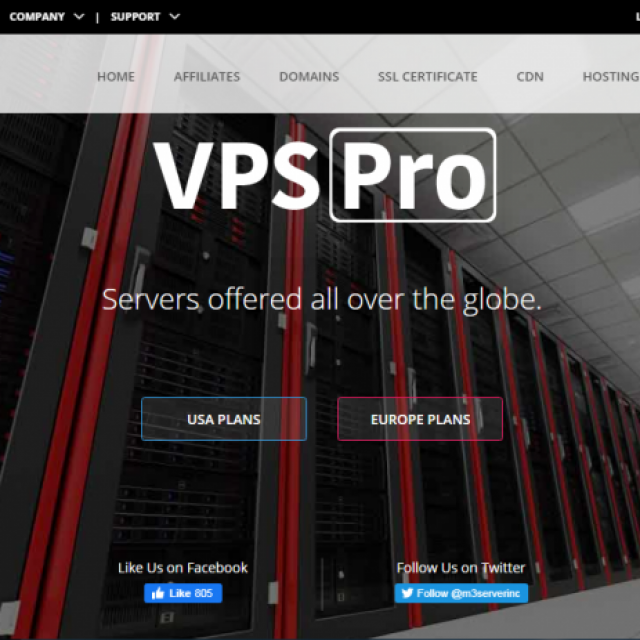 COMPANY | SUPPORT
HOME AFFILIATES DOMAINS SSL CERTIFICATE CDN HOSTING
VPS Pro
Servers offered all over the globe.
USA PLANS EUROPE PLANS
Like Us on Facebook Follow Us on Twitter
Like 805 Follow @m3serverinc